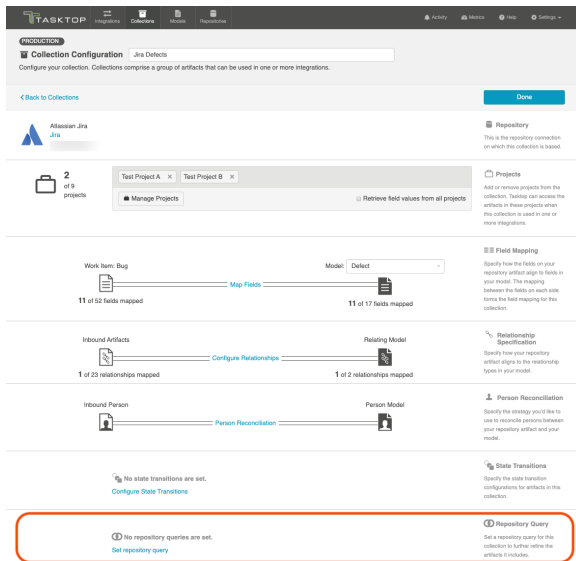 TASKTOP
Integrations
Collections
Models
Repositories
Activity
Metrics
Help
Settings
PRODUCTION
Collection Configuration
Jira Defects
Configure your collection. Collections comprise a group of artifacts that can be used in one or more integrations.
Back to Collections
Done
Atlassian Jira
Jira
Repository
This is the repository connection
on which this collection is based.
2
of 9
projects
Test Project A ×
Test Project B ×
Manage Projects
Retrieve field values from all projects
Projects
Add or remove projects from the
collection. Tasktop can access the
artifacts in these projects when
this collection is used in one or
more integrations.
Work Item: Bug
Model:
Defect
Map Fields
11 of 52 fields mapped
11 of 17 fields mapped
Field Mapping
Specify how the fields on your
repository artifact align to fields in
your model. The mapping
between the fields on each side
forms the field mapping for this
collection.
Inbound Artifacts
Relating Model
Configure Relationships
1 of 23 relationships mapped
1 of 2 relationships mapped
Relationship
Specification
Specify how your repository
artifact aligns to the relationship
types in your model.
Inbound Person
Person Model
Person Reconciliation
Person Reconciliation
Specify the strategy you'd like to
use to reconcile persons between
your repository artifact and your
model.
No state transitions are set.
Configure State Transitions
State Transitions
Specify the state transition
configurations for artifacts in this
collection.
No repository queries are set.
Set repository query
Repository Query
Set a repository query for this
collection to further refine the
artifacts it includes.